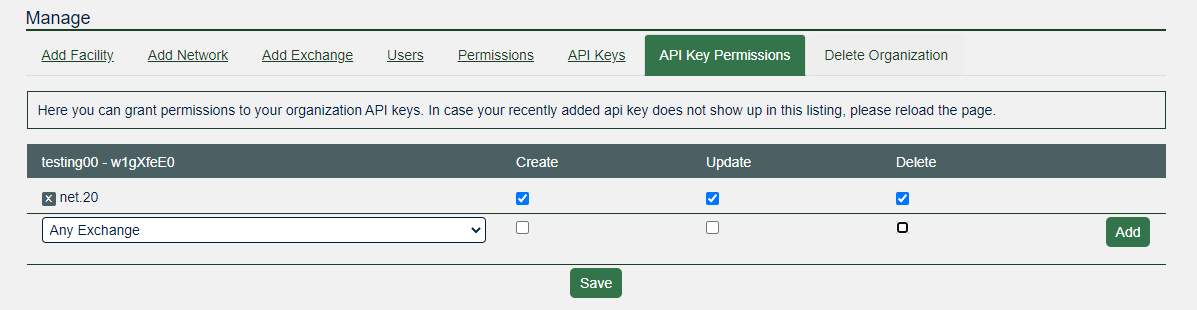 Manage
Add Facility Add Network Add Exchange Users Permissions API Keys API Key Permissions Delete Organization
Here you can grant permissions to your organization API keys. In case your recently added api key does not show up in this listing, please reload the page.
testing00 - w1gXfeE0 Create Update Delete
x net.20
Any Exchange Add
Save